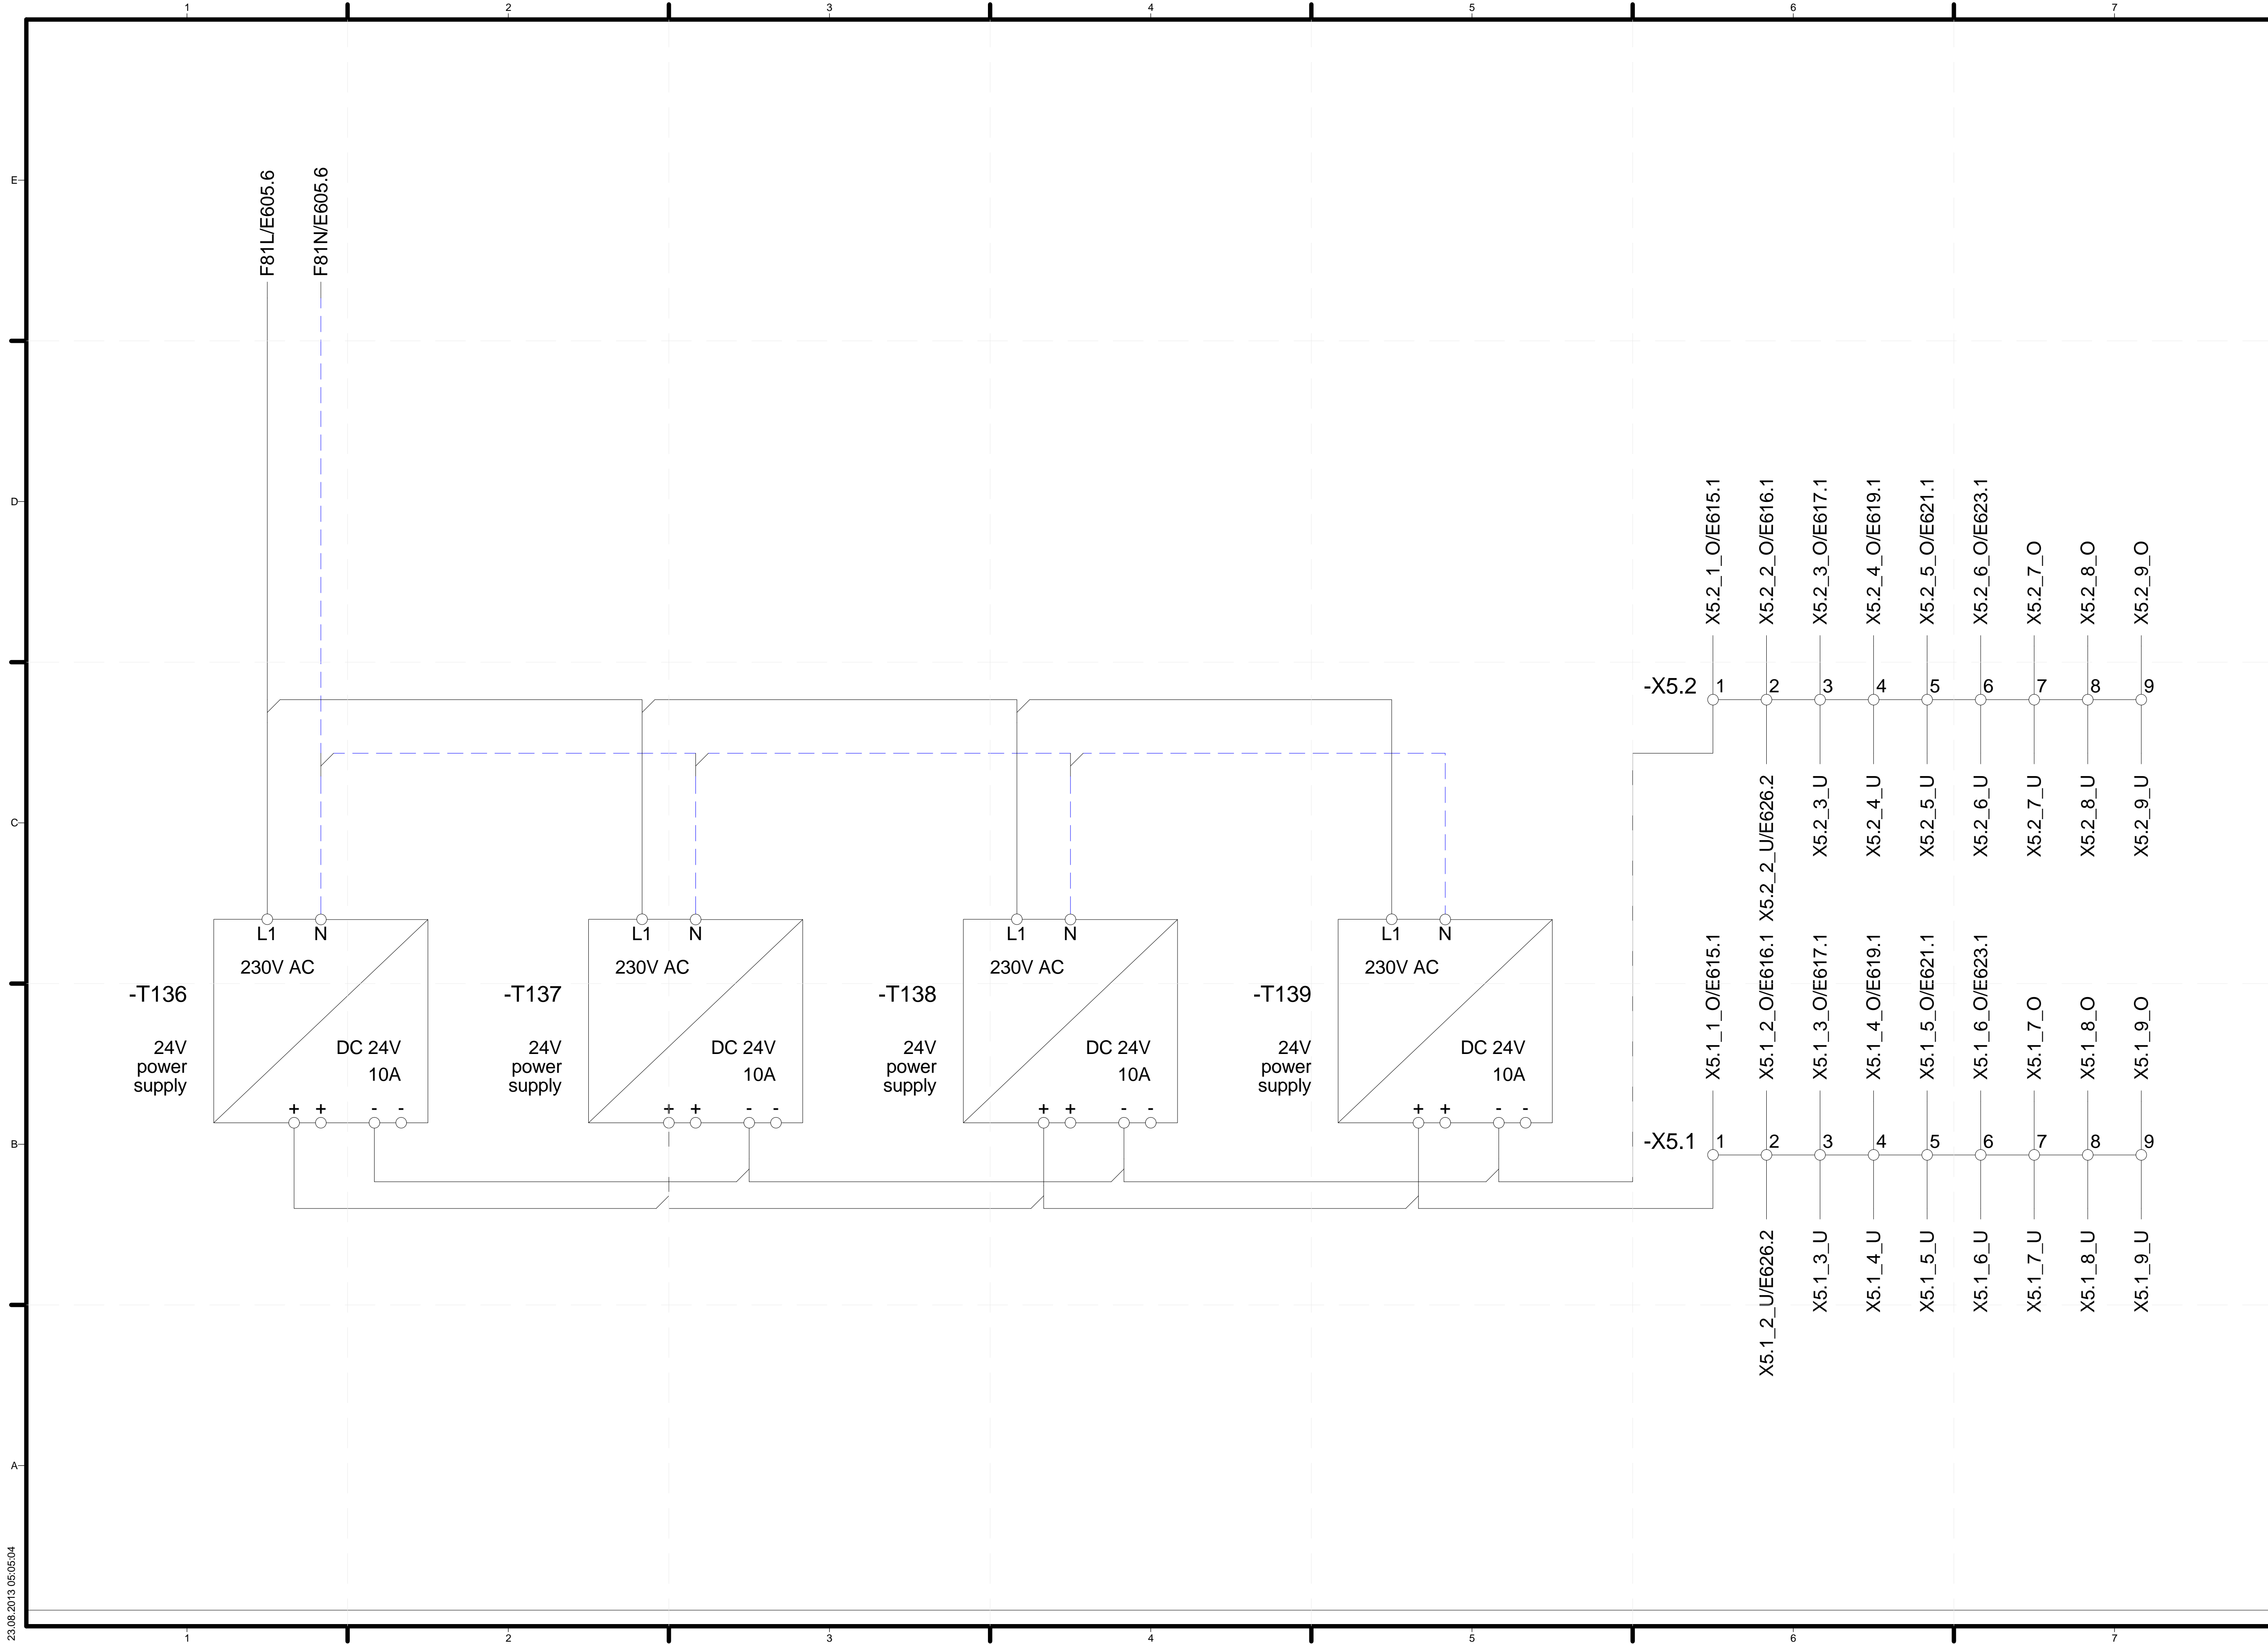 1 2 3 4 5 6 7
E
D
C
B
A
F81L/E605.6
F81N/E605.6
L1 N
230V AC
-T136
24V
power
supply
DC 24V
10A
+ + - -
L1 N
230V AC
-T137
24V
power
supply
DC 24V
10A
+ + - -
L1 N
230V AC
-T138
24V
power
supply
DC 24V
10A
+ + - -
L1 N
230V AC
-T139
24V
power
supply
DC 24V
10A
+ + - -
X5.2_1_O/E615.1
X5.2_2_O/E616.1
X5.2_3_O/E617.1
X5.2_4_O/E619.1
X5.2_5_O/E621.1
X5.2_6_O/E623.1
X5.2_7_O
X5.2_8_O
X5.2_9_O
-X5.2 1 2 3 4 5 6 7 8 9
X5.2_2_U/E626.2
X5.2_3_U
X5.2_4_U
X5.2_5_U
X5.2_6_U
X5.2_7_U
X5.2_8_U
X5.2_9_U
X5.1_1_O/E615.1
X5.1_2_O/E616.1
X5.1_3_O/E617.1
X5.1_4_O/E619.1
X5.1_5_O/E621.1
X5.1_6_O/E623.1
X5.1_7_O
X5.1_8_O
X5.1_9_O
-X5.1 1 2 3 4 5 6 7 8 9
X5.1_2_U/E626.2
X5.1_3_U
X5.1_4_U
X5.1_5_U
X5.1_6_U
X5.1_7_U
X5.1_8_U
X5.1_9_U
23.08.2013 05:05:04
1 2 3 4 5 6 7